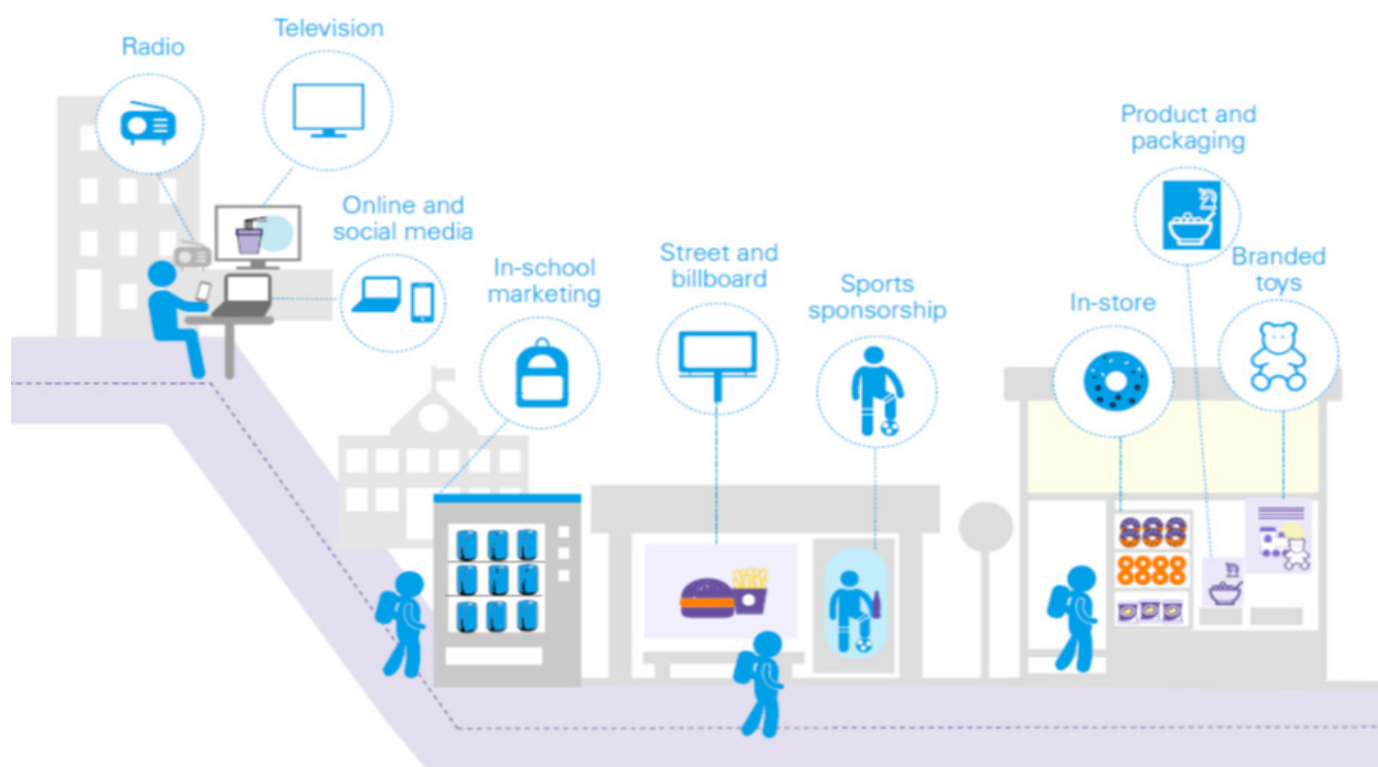 Radio
Television
Online and
social media
In-school
marketing
Street and
billboard
Sports
sponsorship
Product and
packaging
In-store
Branded
toys